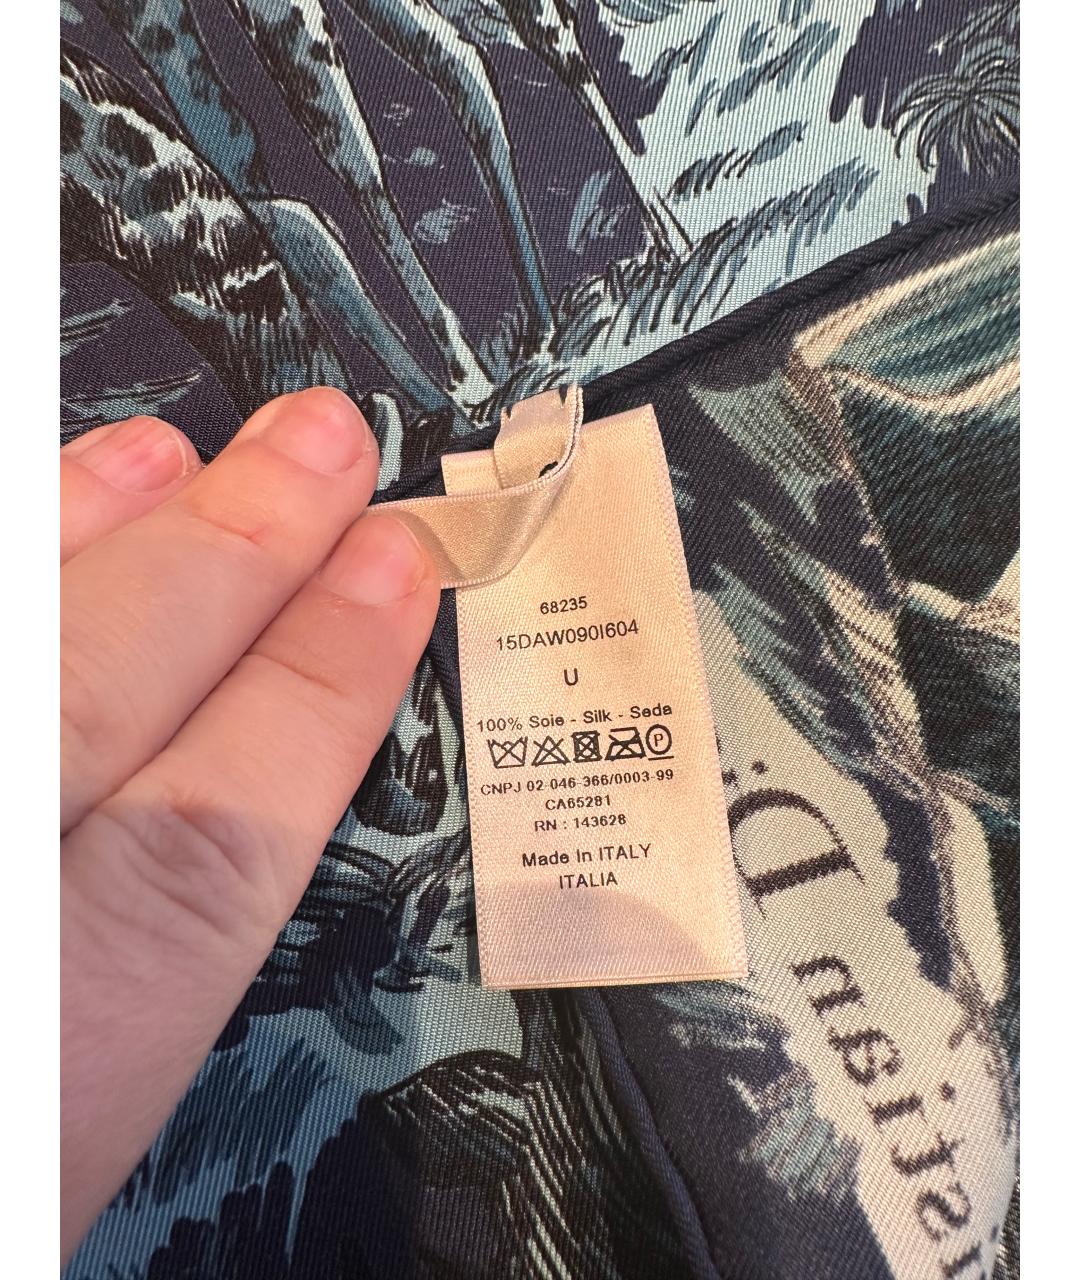 68235
15DAW090I604
U
100% Soie - Silk - Seda
P
CNPJ 02-046-366/0003-99
CA65281
RN : 143628
Made In ITALY
ITALIA